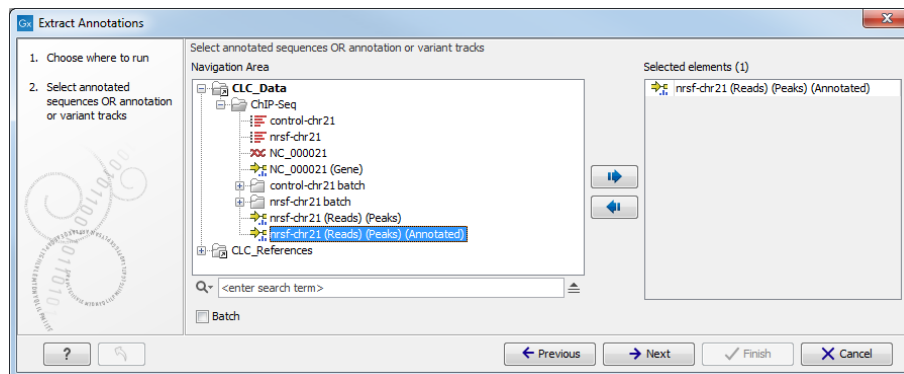 Gx Extract Annotations
1. Choose where to run
2. Select annotated
sequences OR annotation
or variant tracks
Select annotated sequences OR annotation or variant tracks
Navigation Area
CLC_Data
ChIP-Seq
control-chr21
nrsf-chr21
NC_000021
NC_000021 (Gene)
control-chr21 batch
nrsf-chr21 batch
nrsf-chr21 (Reads) (Peaks)
nrsf-chr21 (Reads) (Peaks) (Annotated)
CLC_References
<enter search term>
Batch
Selected elements (1)
nrsf-chr21 (Reads) (Peaks) (Annotated)
?
Previous
Next
Finish
Cancel